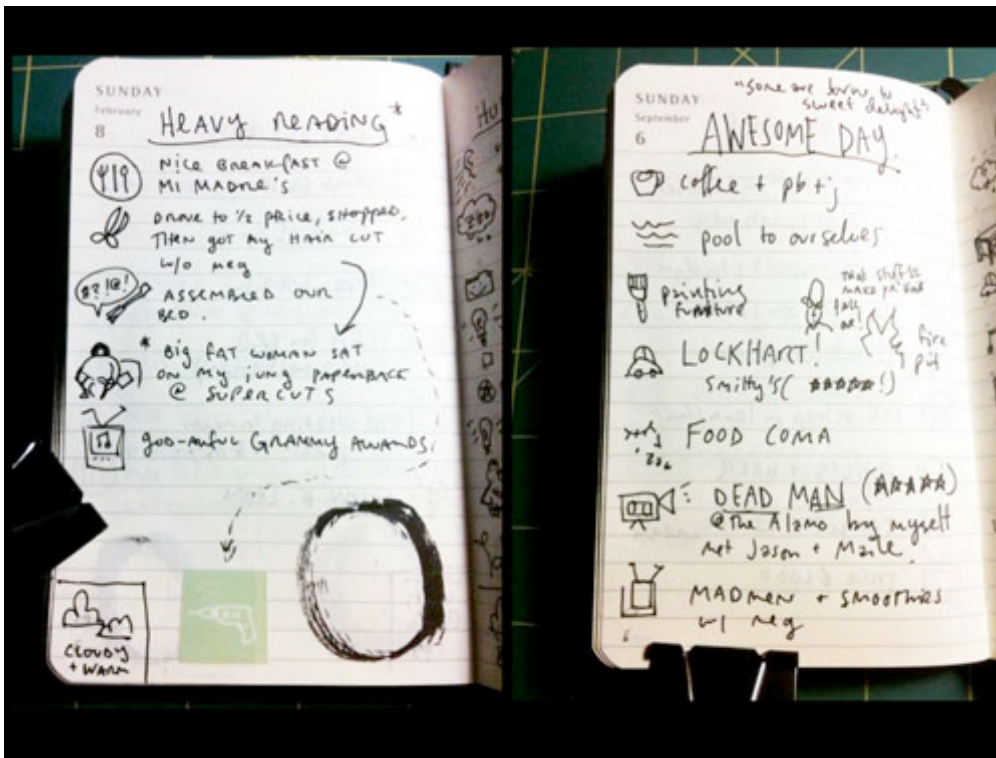 SUNDAY
February
8
HEAVY READING*
NICE BREAKFAST @
MI MADRE'S
DROVE TO 1/2 PRICE, SHOPPED,
THEN GOT MY HAIR CUT
W/O MEG
#?!@!
ASSEMBLED OUR
BED.
* BIG FAT WOMAN SAT
ON MY JUNG PAPERBACK
@ SUPERCUTS
GOD-AWFUL GRAMMY AWARDS.
CLOUDY
+ WARM
SUNDAY
September
6
"some are born to
sweet delight"
AWESOME DAY.
coffee + pb + j
pool to ourselves
painting
furniture
fire
pit
LOCKHART!
Smitty's (★★★★★!)
FOOD COMA
DEAD MAN (★★★★★)
@ The Alamo by myself
met Jason +
MADMEN + SMOOTHIES
w/ meg
6